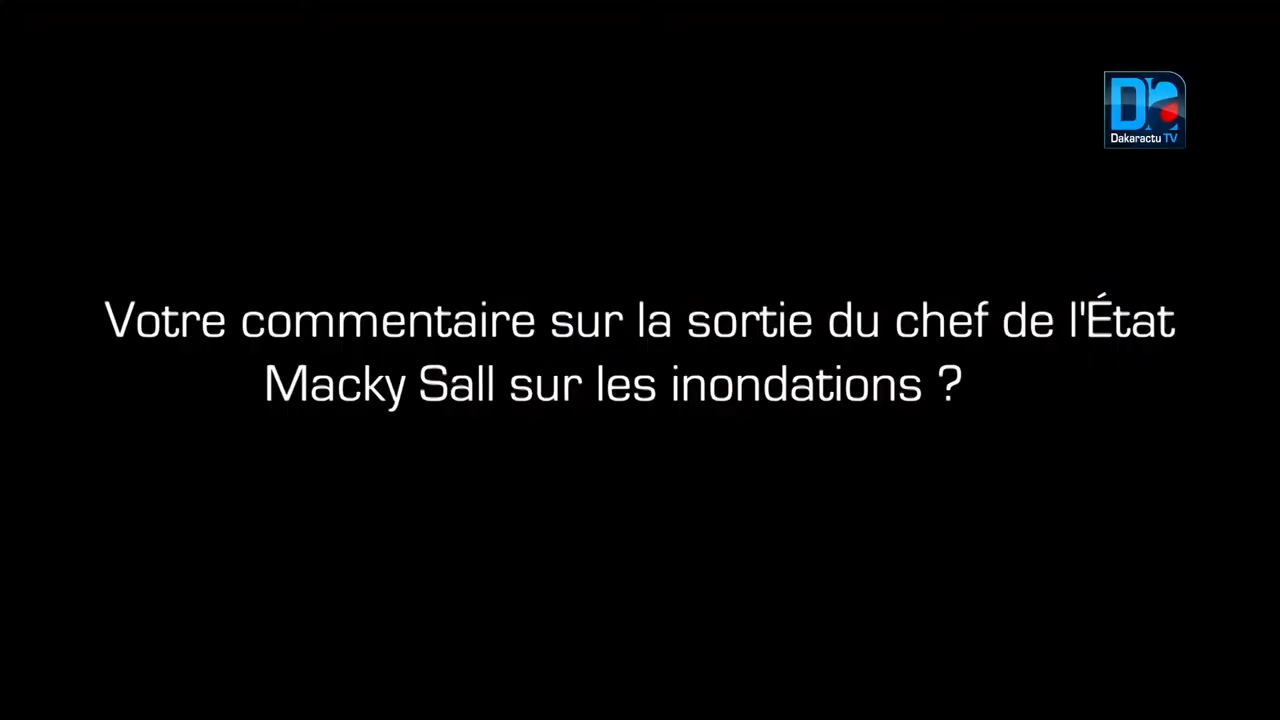 Dakaractu TV
Votre commentaire sur la sortie du chef de l'État
Macky Sall sur les inondations ?